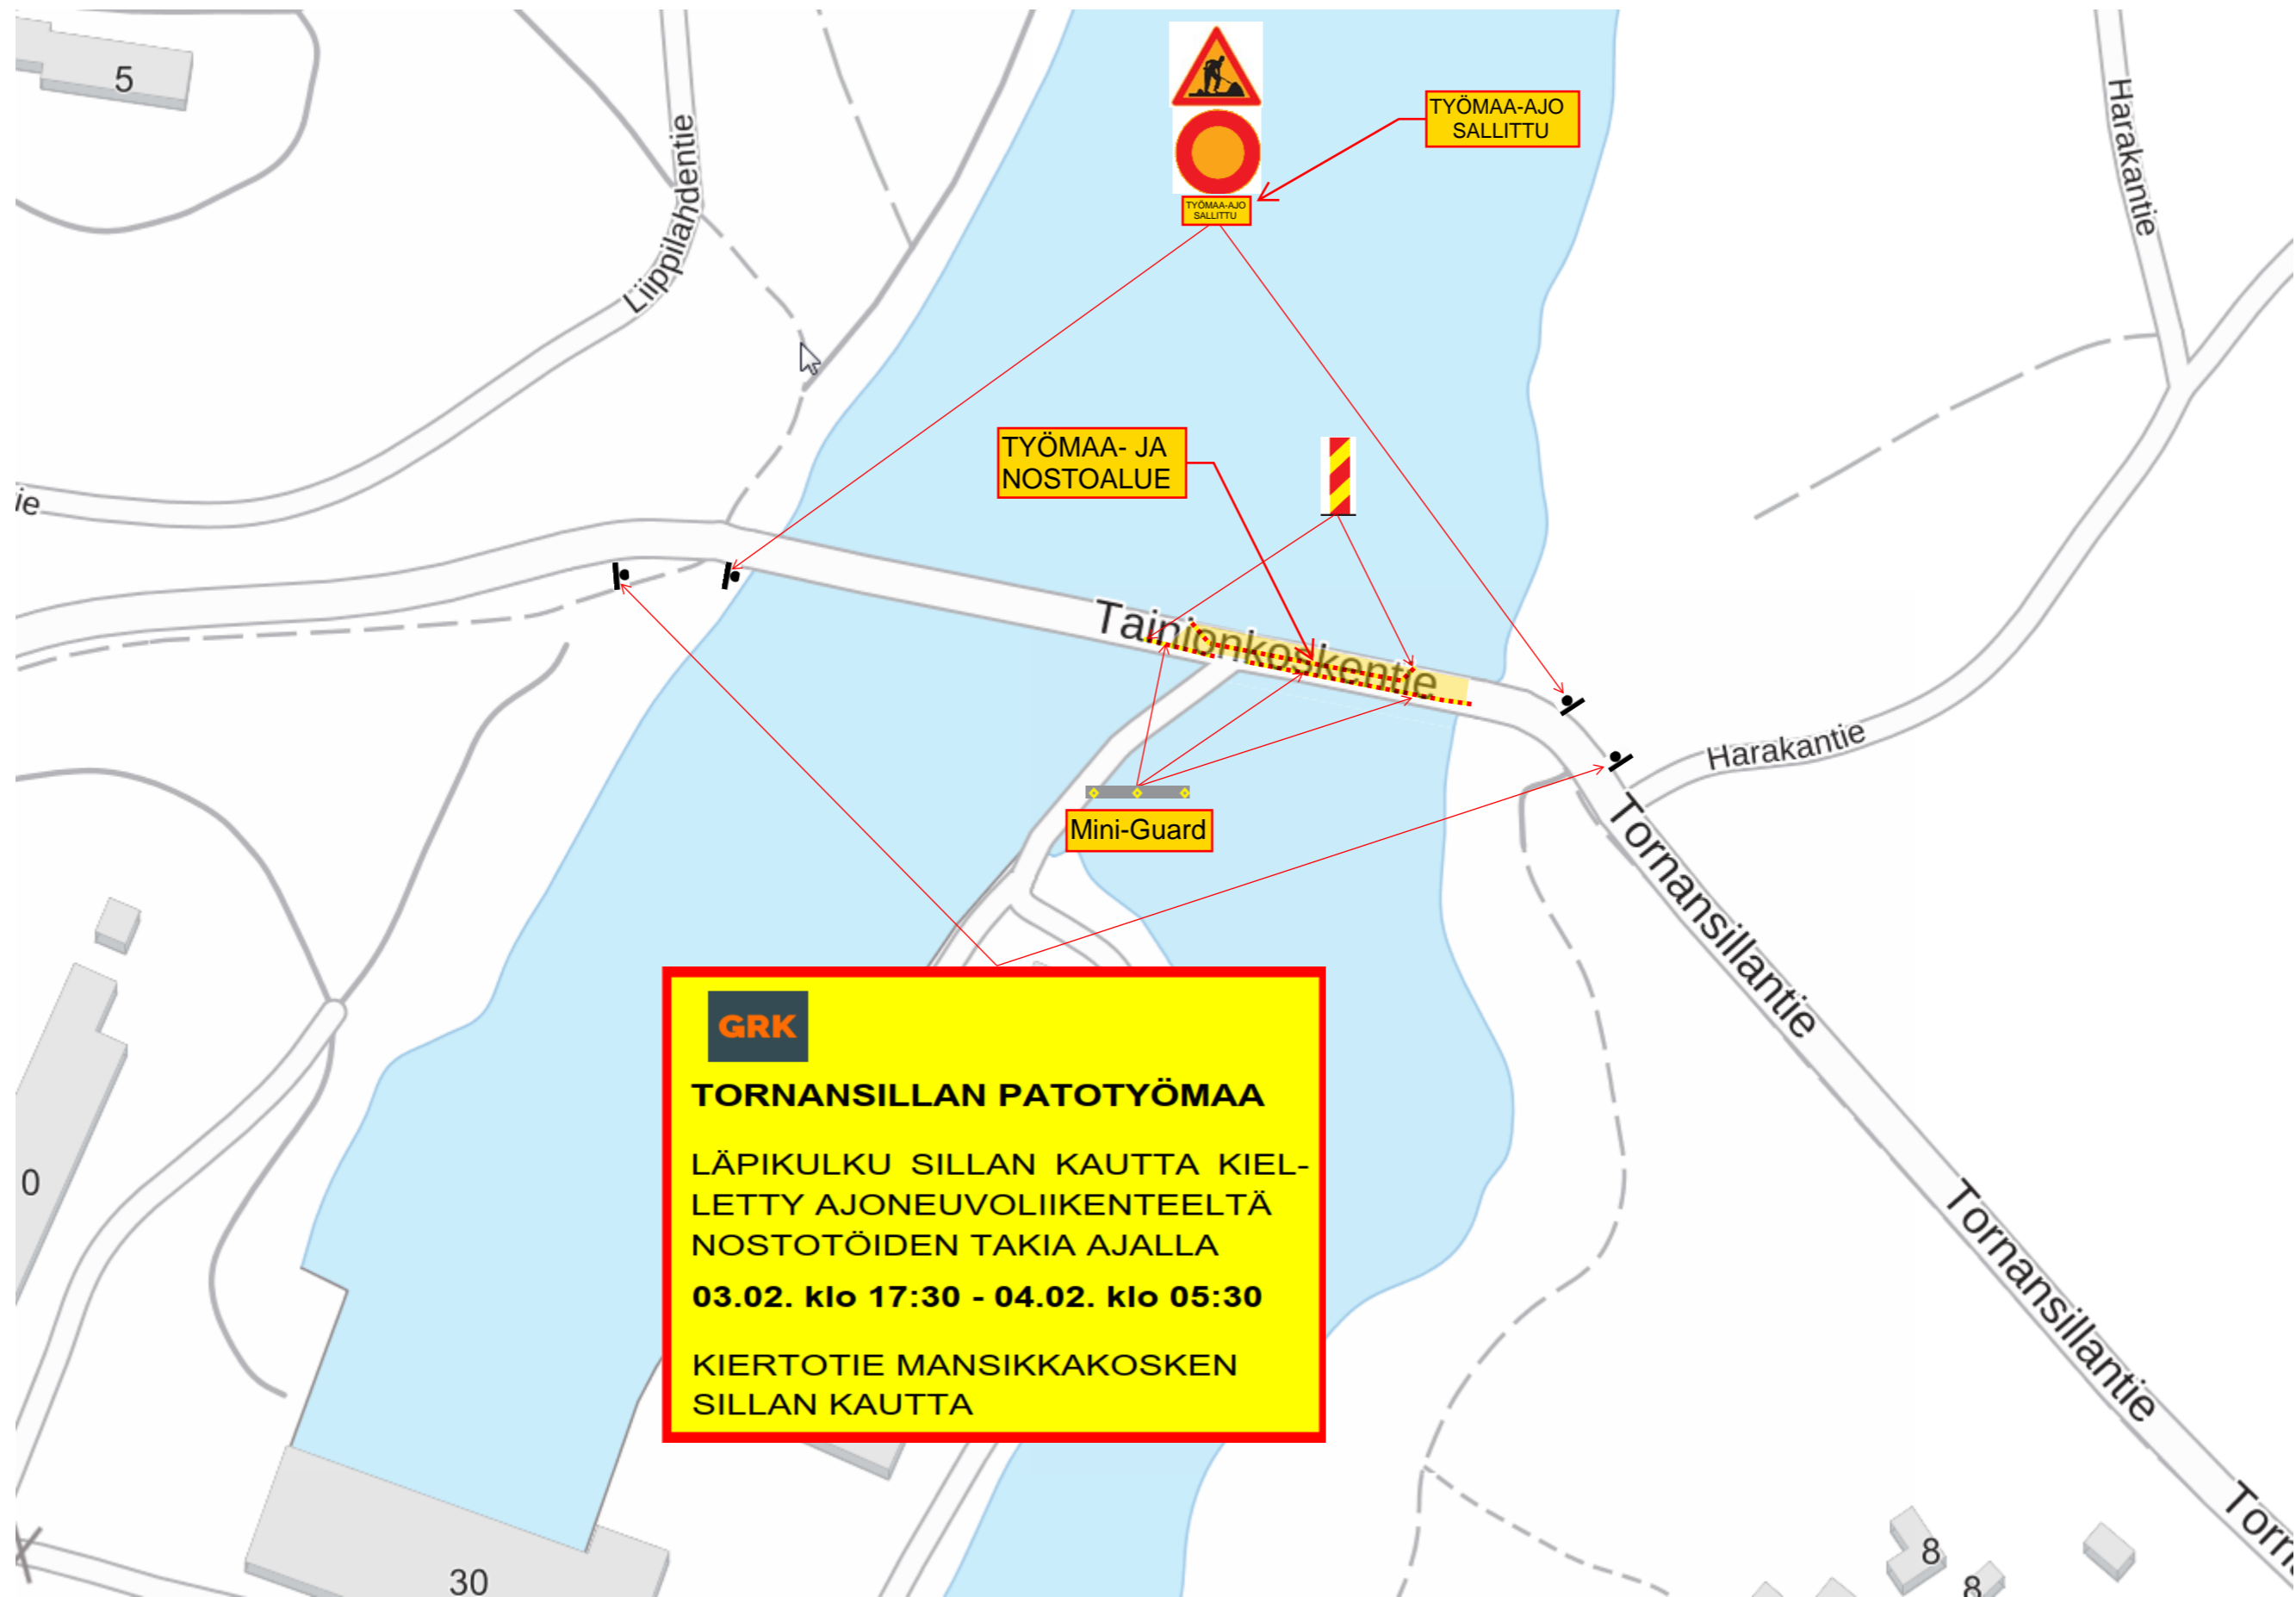 5
Liippilahdentie
TYÖMAA-AJO
SALLITTU
TYÖMAA-AJO
SALLITTU
Harakantie
TYÖMAA- JA
NOSTOALUE
ie
Tainionkoskentie
Harakantie
Mini-Guard
Tornansillantie
GRK
TORNANSILLAN PATOTYÖMAA
LÄPIKULKU SILLAN KAUTTA KIEL-
LETTY AJONEUVOLIIKENTEELTÄ
NOSTOTÖIDEN TAKIA AJALLA
03.02. klo 17:30 - 04.02. klo 05:30
KIERTOTIE MANSIKKAKOSKEN
SILLAN KAUTTA
0
Tornansillantie
30
8
8
Torna